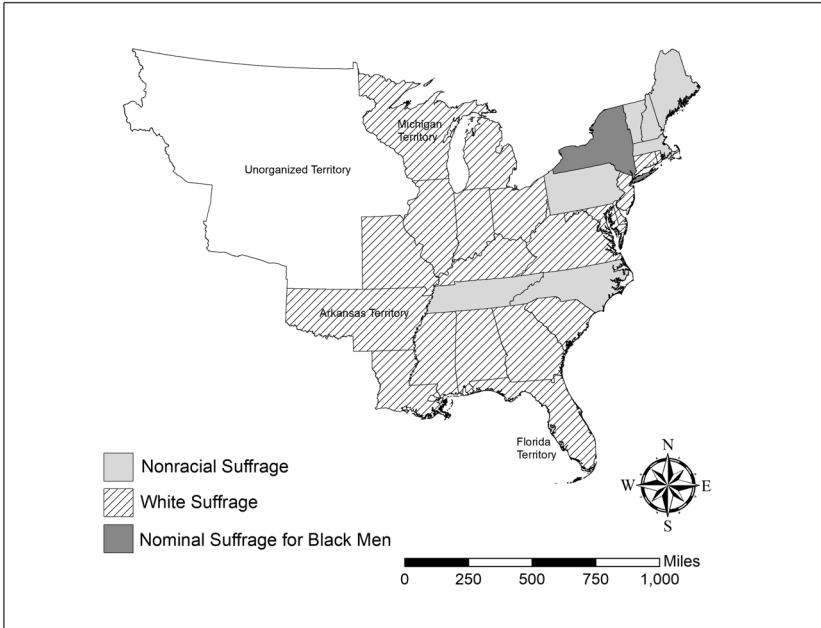 Michigan
Territory
Unorganized Territory
Arkansas Territory
Florida
Territory
Nonracial Suffrage
White Suffrage
Nominal Suffrage for Black Men
N
W E
S
Miles
0 250 500 750 1,000